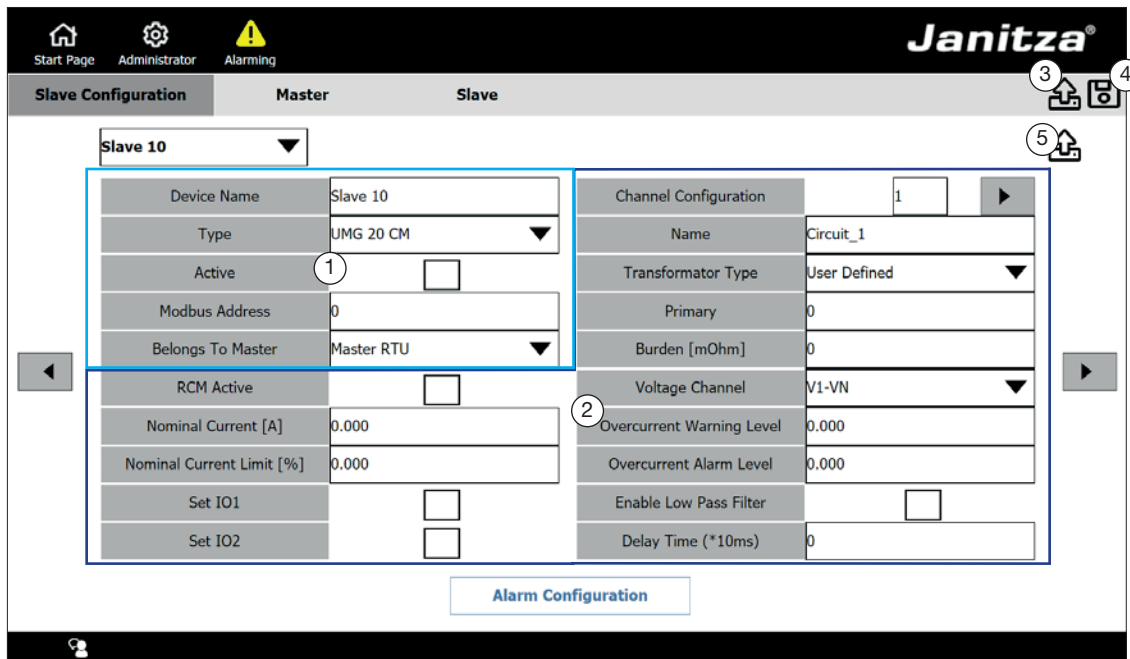 Janitza®
Start Page Administrator Alarming
3 4
Slave Configuration Master Slave
Slave 10 5
Device Name Slave 10 Channel Configuration 1
Type UMG 20 CM Name Circuit_1
Active 1 Transformator Type User Defined
Modbus Address 0 Primary 0
Belongs To Master Master RTU Burden [mOhm] 0
RCM Active Voltage Channel V1-VN
2
Nominal Current [A] 0.000 Overcurrent Warning Level 0.000
Nominal Current Limit [%] 0.000 Overcurrent Alarm Level 0.000
Set IO1 Enable Low Pass Filter
Set IO2 Delay Time (*10ms) 0
Alarm Configuration